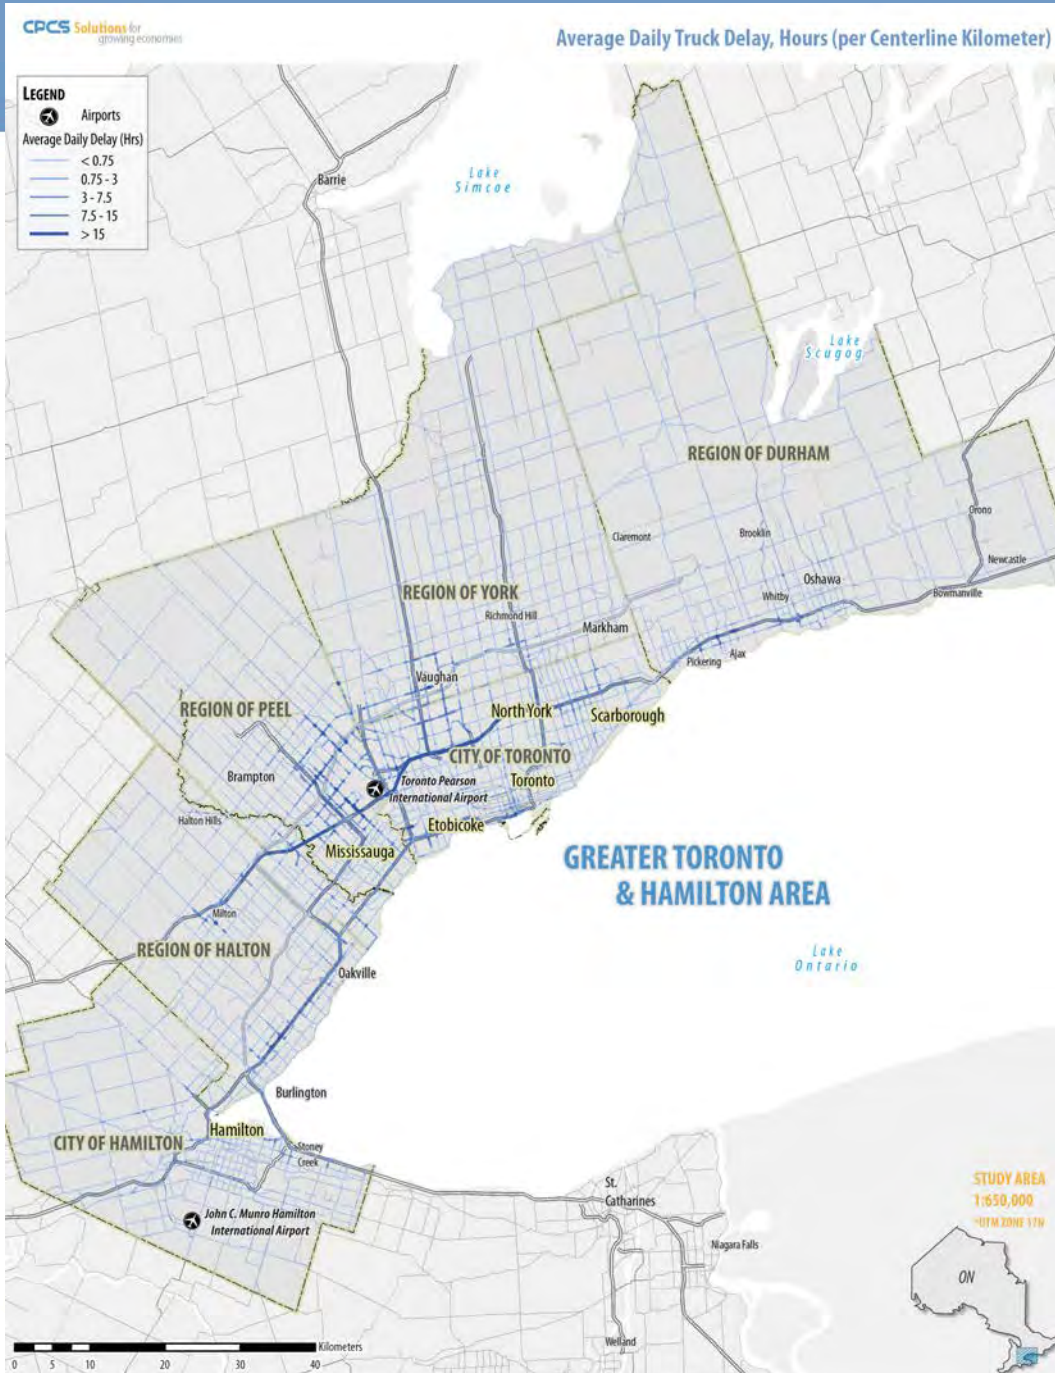 CPCS Solutions for
growing economies
Average Daily Truck Delay, Hours (per Centerline Kilometer)
LEGEND
Airports
Average Daily Delay (Hrs)
< 0.75
0.75 - 3
3 - 7.5
7.5 - 15
> 15
Barrie
Lake
Simcoe
Lake
Scugog
REGION OF DURHAM
Orono
Claremont
Brooklin
Newcastle
Oshawa
Whitby
Bowmanville
REGION OF YORK
Richmond Hill
Markham
Ajax
Pickering
Vaughan
REGION OF PEEL
North York
Scarborough
CITY OF TORONTO
Brampton
Toronto Pearson
International Airport
Toronto
Halton Hills
Etobicoke
Mississauga
GREATER TORONTO
& HAMILTON AREA
Milton
REGION OF HALTON
Oakville
Lake
Ontario
Burlington
Hamilton
CITY OF HAMILTON
Stoney
Creek
St.
Catharines
John C. Munro Hamilton
International Airport
Niagara Falls
Welland
STUDY AREA
1:650,000
*UTM ZONE 17N
ON
Kilometers
0 5 10 20 30 40